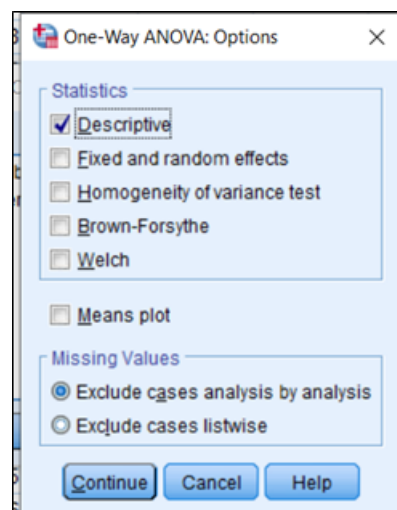 One-Way ANOVA: Options
Statistics
Descriptive
Fixed and random effects
Homogeneity of variance test
Brown-Forsythe
Welch
Means plot
Missing Values
Exclude cases analysis by analysis
Exclude cases listwise
Continue Cancel Help